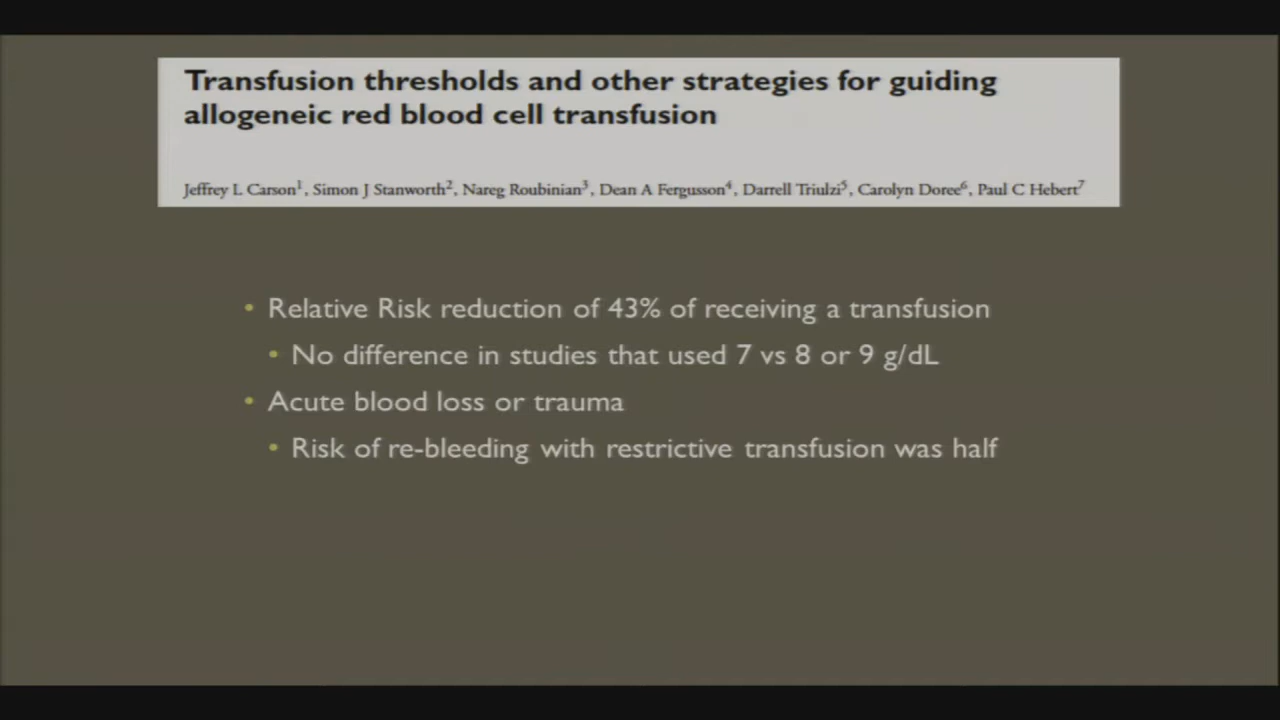 Transfusion thresholds and other strategies for guiding
allogeneic red blood cell transfusion
Jeffrey L Carson1, Simon J Stanworth2, Nareg Roubinian3, Dean A Fergusson4, Darrell Triulzi5, Carolyn Doree6, Paul C Hebert7
• Relative Risk reduction of 43% of receiving a transfusion
• No difference in studies that used 7 vs 8 or 9 g/dL
• Acute blood loss or trauma
• Risk of re-bleeding with restrictive transfusion was half